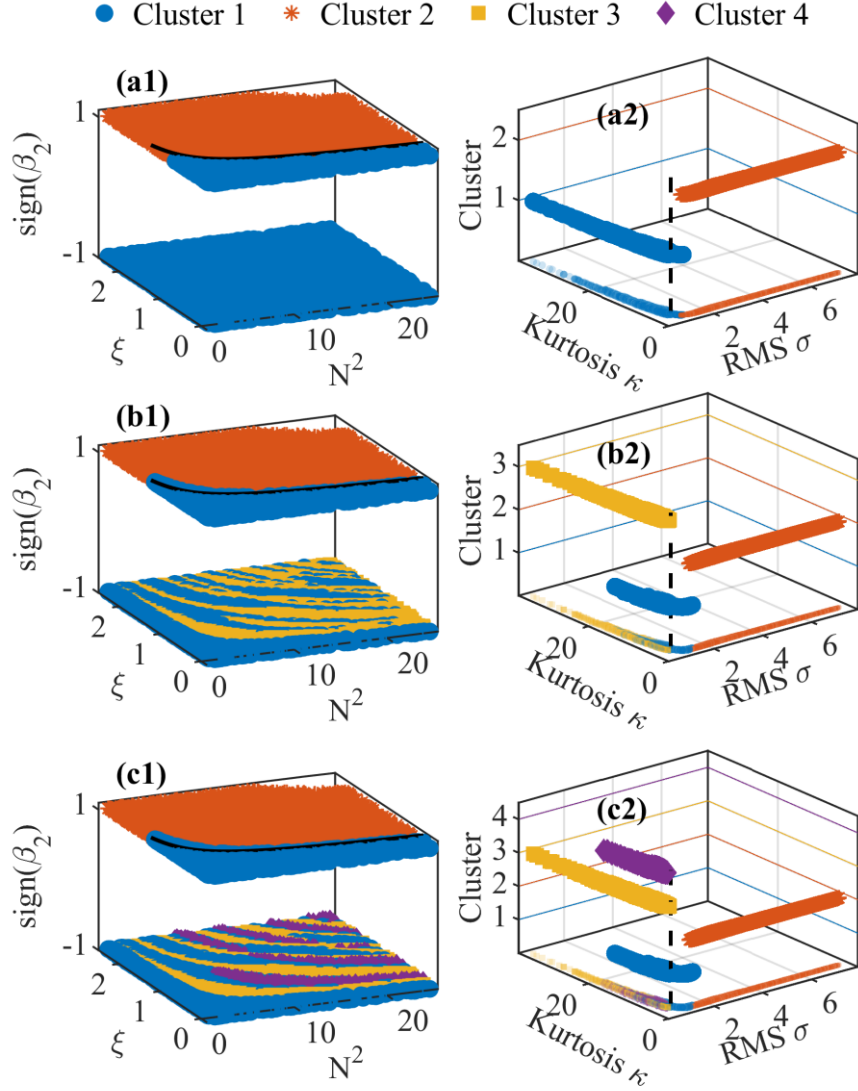 Cluster 1 Cluster 2 Cluster 3 Cluster 4
(a1)
1
sign(β2)
-1
2
1
0
ξ
0
10
20
N2
(a2)
2
1
Cluster
20
0
Kurtosis κ
2
4
6
RMS σ
(b1)
1
sign(β2)
-1
2
1
0
ξ
0
10
20
N2
(b2)
3
2
1
Cluster
20
0
Kurtosis κ
2
4
6
RMS σ
(c1)
1
sign(β2)
-1
2
1
0
ξ
0
10
20
N2
(c2)
4
3
2
1
Cluster
20
0
Kurtosis κ
2
4
6
RMS σ